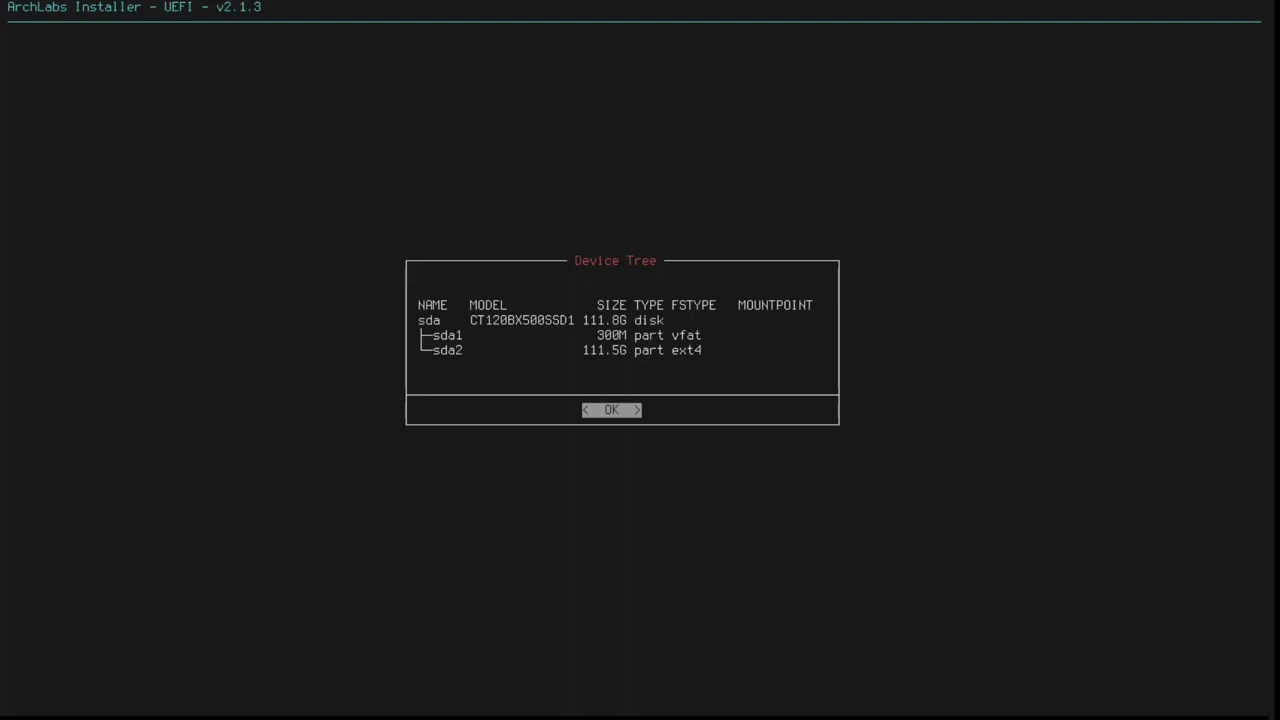 ArchLabs Installer - UEFI - v2.1.3
Device Tree
NAME MODEL SIZE TYPE FSTYPE MOUNTPOINT
sda CT120BX500SSD1 111.8G disk
├─sda1 300M part vfat
└─sda2 111.5G part ext4
< OK >